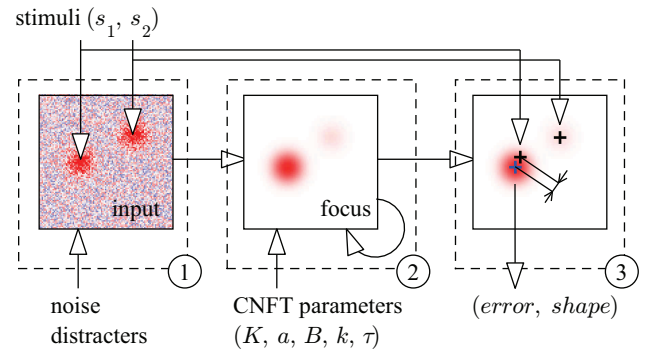 stimuli (s₁, s₂)
input
focus
1
2
3
noise
distracters
CNFT parameters
(K, a, B, k, τ)
(error, shape)